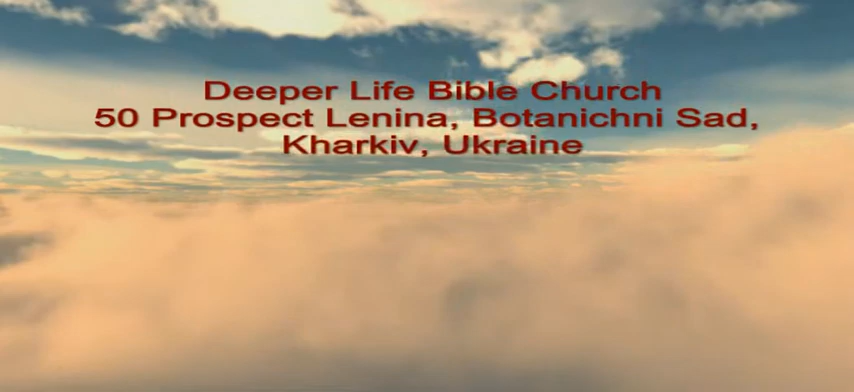 Deeper Life Bible Church
50 Prospect Lenina, Botanichni Sad,
Kharkiv, Ukraine